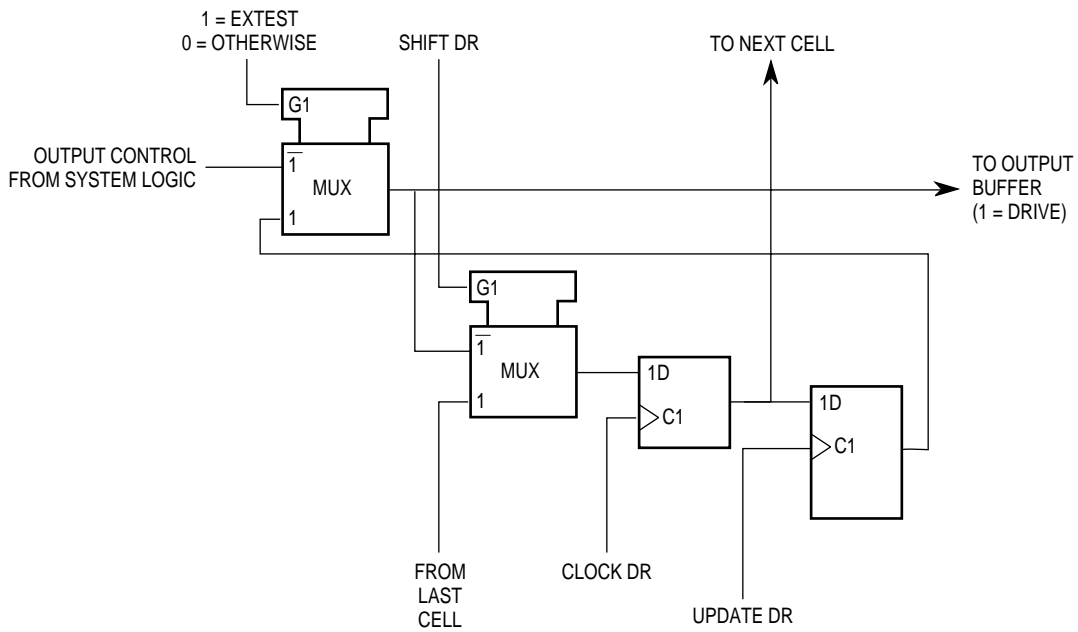 1 = EXTEST
0 = OTHERWISE
SHIFT DR
TO NEXT CELL
G1
OUTPUT CONTROL
FROM SYSTEM LOGIC
1
MUX
1
TO OUTPUT
BUFFER
(1 = DRIVE)
G1
1
MUX
1
1D
C1
1D
C1
FROM
LAST
CELL
CLOCK DR
UPDATE DR